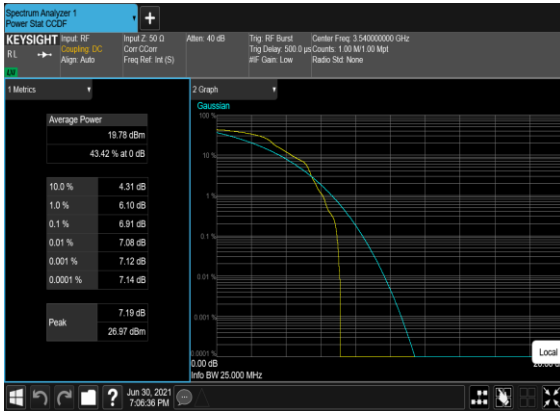 Spectrum Analyzer 1
Power Stat CCDF
+
KEYSIGHT
RL
Input: RF
Coupling: DC
Align: Auto
Input Z: 50 Ω
Corr CCorr
Freq Ref: Int (S)
Atten: 40 dB
Trig: RF Burst
Trig Delay: 500.0 µs
#IF Gain: Low
Center Freq: 3.540000000 GHz
Counts: 1.00 M/1.00 Mpt
Radio Std: None
1 Metrics
Average Power
19.78 dBm
43.42 % at 0 dB
10.0 % 4.31 dB
1.0 % 6.10 dB
0.1 % 6.91 dB
0.01 % 7.08 dB
0.001 % 7.12 dB
0.0001 % 7.14 dB
Peak
7.19 dB
26.97 dBm
2 Graph
Gaussian
100 %
10 %
1 %
0.1 %
0.01 %
0.001 %
0.0001 %
0.00 dB
Info BW 25.000 MHz
Local
?
Jun 30, 2021
7:06:36 PM